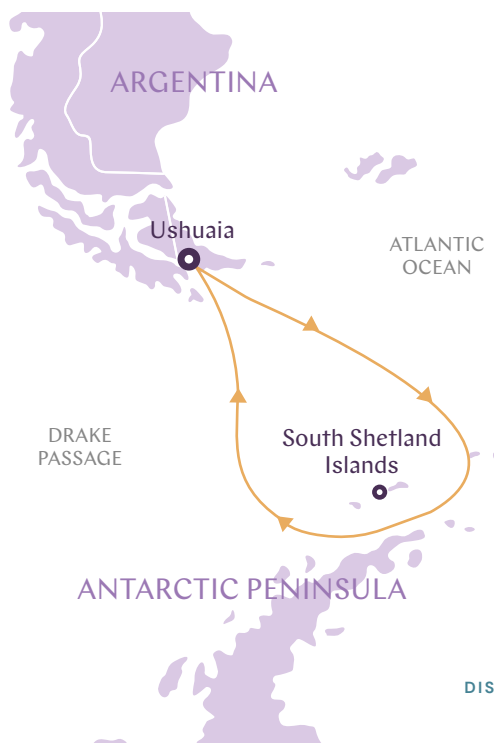 ARGENTINA
Ushuaia
ATLANTIC
OCEAN
DRAKE
PASSAGE
South Shetland
Islands
ANTARCTIC PENINSULA
DIS